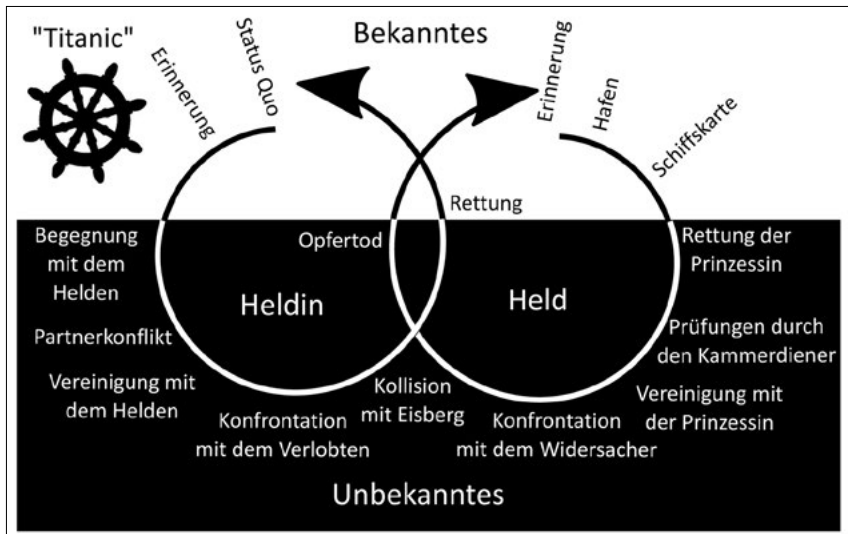 "Titanic"
Erinnerung
Status Quo
Bekanntes
Erinnerung
Hafen
Schiffskarte
Rettung
Opfertod
Begegnung
mit dem
Helden
Heldin
Held
Rettung der
Prinzessin
Partnerkonflikt
Prüfungen durch
den Kammerdiener
Vereinigung mit
dem Helden
Kollision
mit Eisberg
Vereinigung mit
der Prinzessin
Konfrontation
mit dem Verlobten
Konfrontation
mit dem Widersacher
Unbekanntes